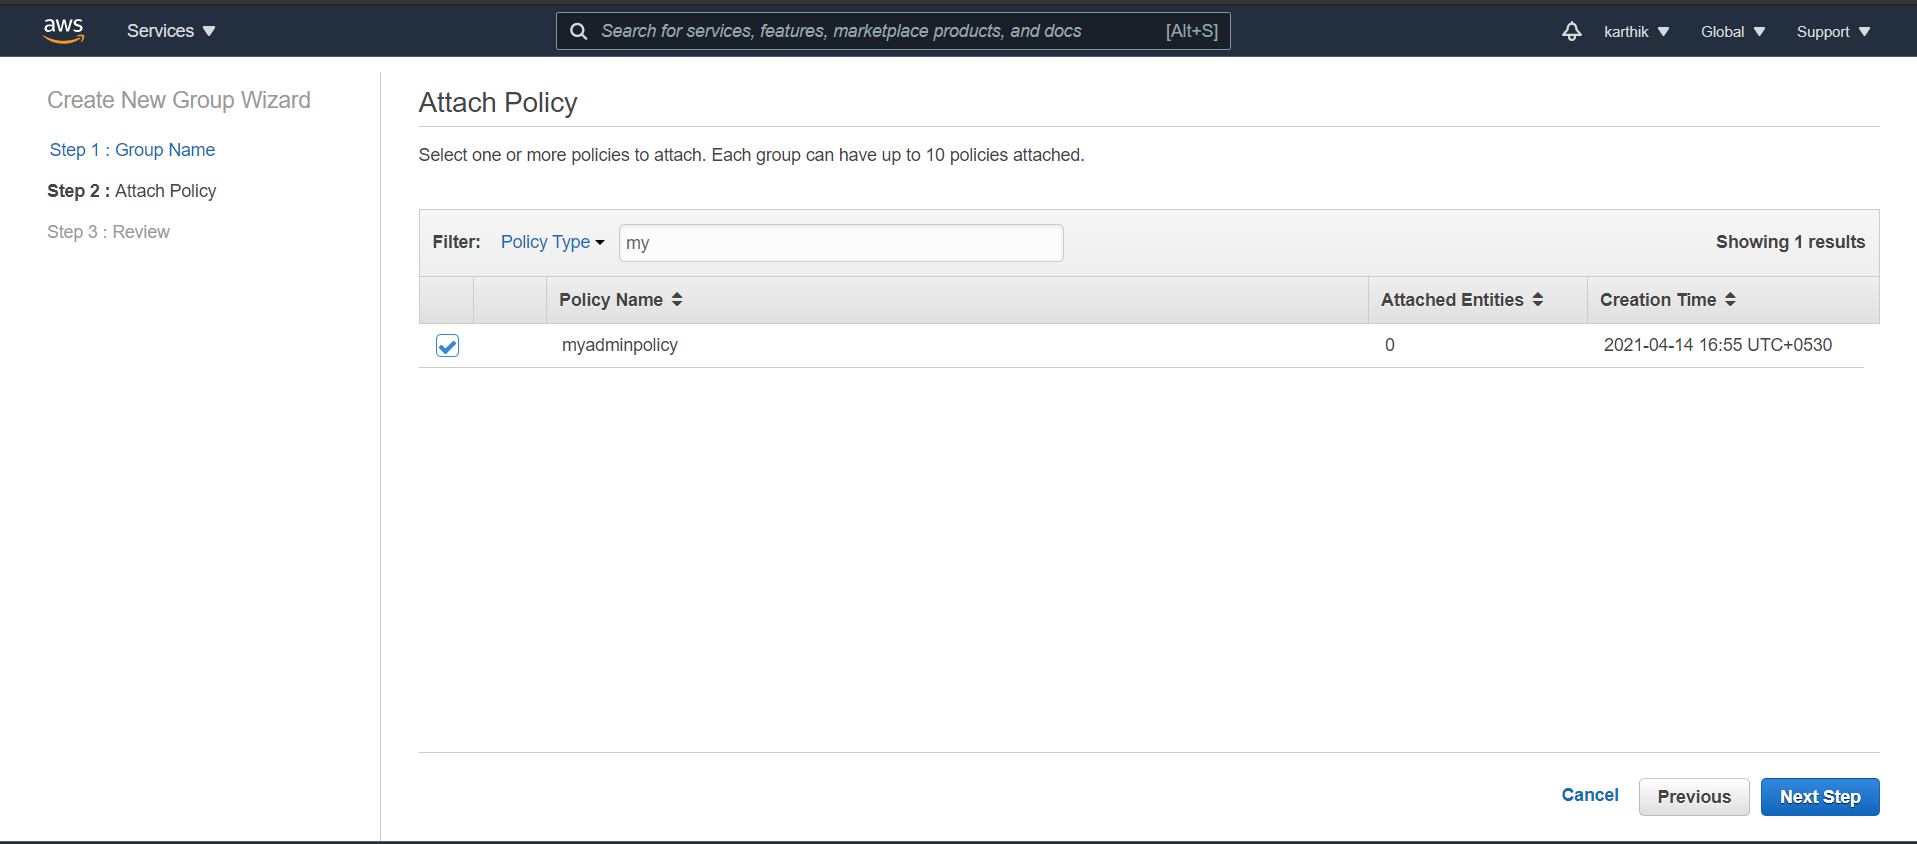 aws Services Search for services, features, marketplace products, and docs [Alt+S] karthik Global Support
Create New Group Wizard
Step 1 : Group Name
Step 2 : Attach Policy
Step 3 : Review
Attach Policy
Select one or more policies to attach. Each group can have up to 10 policies attached.
Filter: Policy Type my Showing 1 results
Policy Name Attached Entities Creation Time
myadminpolicy 0 2021-04-14 16:55 UTC+0530
Cancel Previous Next Step